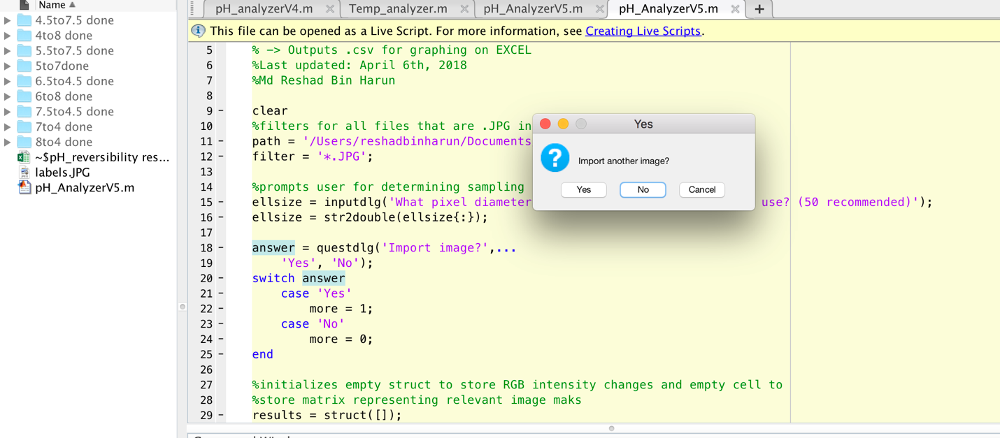 Name
4.5to7.5 done
4to8 done
5.5to7.5 done
5to7done
6.5to4.5 done
6to8 done
7.5to4.5 done
7to4 done
8to4 done
~$pH_reversibility res...
labels.JPG
pH_AnalyzerV5.m
pH_analyzerV4.m × Temp_analyzer.m × pH_AnalyzerV5.m × pH_AnalyzerV5.m × +
This file can be opened as a Live Script. For more information, see Creating Live Scripts.
5 % -> Outputs .csv for graphing on EXCEL
6 %Last updated: April 6th, 2018
7 %Md Reshad Bin Harun
8
9 - clear
10 %filters for all files that are .JPG in
11 - path = '/Users/reshadbinharun/Documents
12 - filter = '*.JPG';
13
14 %prompts user for determining sampling
15 - ellsize = inputdlg('What pixel diameter use? (50 recommended)');
16 - ellsize = str2double(ellsize{:});
17
18 - answer = questdlg('Import image?',...
19 'Yes', 'No');
20 - switch answer
21 - case 'Yes'
22 - more = 1;
23 - case 'No'
24 - more = 0;
25 - end
26
27 %initializes empty struct to store RGB intensity changes and empty cell to
28 %store matrix representing relevant image maks
29 - results = struct([]);
Yes
Import another image?
Yes No Cancel